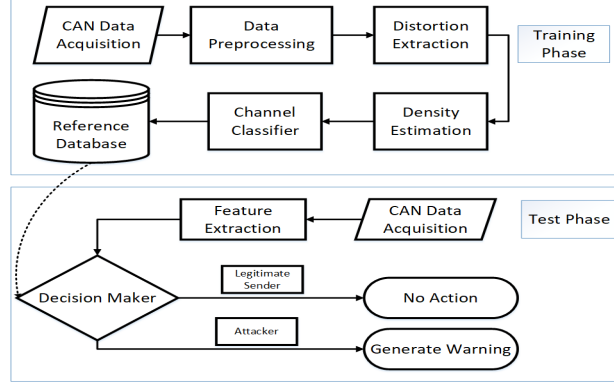 CAN Data
Acquisition
Data
Preprocessing
Distortion
Extraction
Training
Phase
Reference
Database
Channel
Classifier
Density
Estimation
Feature
Extraction
CAN Data
Acquisition
Test Phase
Decision Maker
Legitimate
Sender
No Action
Attacker
Generate Warning